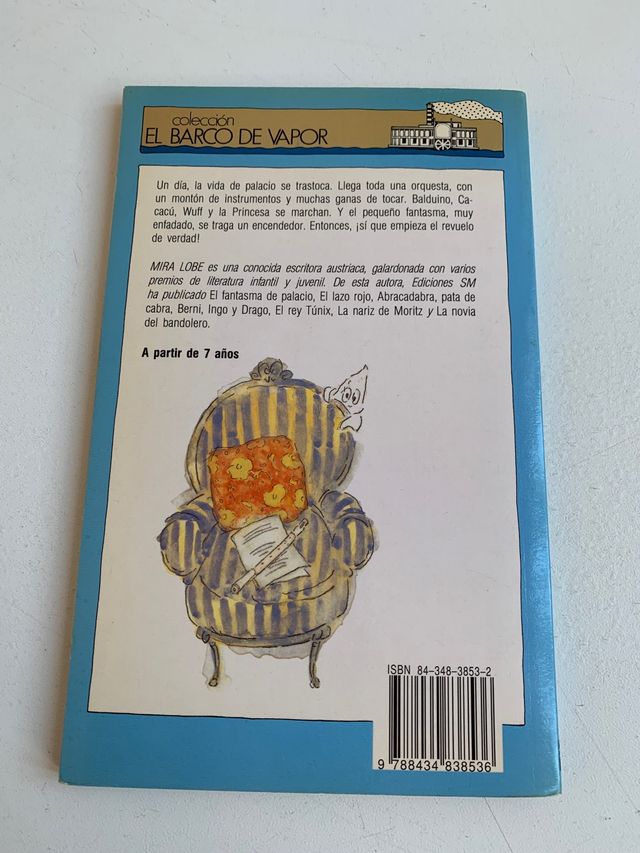 colección
EL BARCO DE VAPOR
Un día, la vida de palacio se trastoca. Llega toda una orquesta, con
un montón de instrumentos y muchas ganas de tocar. Balduino, Ca-
cacú, Wuff y la Princesa se marchan. Y el pequeño fantasma, muy
enfadado, se traga un encendedor. Entonces, ¡sí que empieza el revuelo
de verdad!
MIRA LOBE es una conocida escritora austríaca, galardonada con varios
premios de literatura infantil y juvenil. De esta autora, Ediciones SM
ha publicado El fantasma de palacio, El lazo rojo, Abracadabra, pata de
cabra, Berni, Ingo y Drago, El rey Túnix, La nariz de Moritz y La novia
del bandolero.
A partir de 7 años
ISBN 84-348-3853-2
9 788434 838536